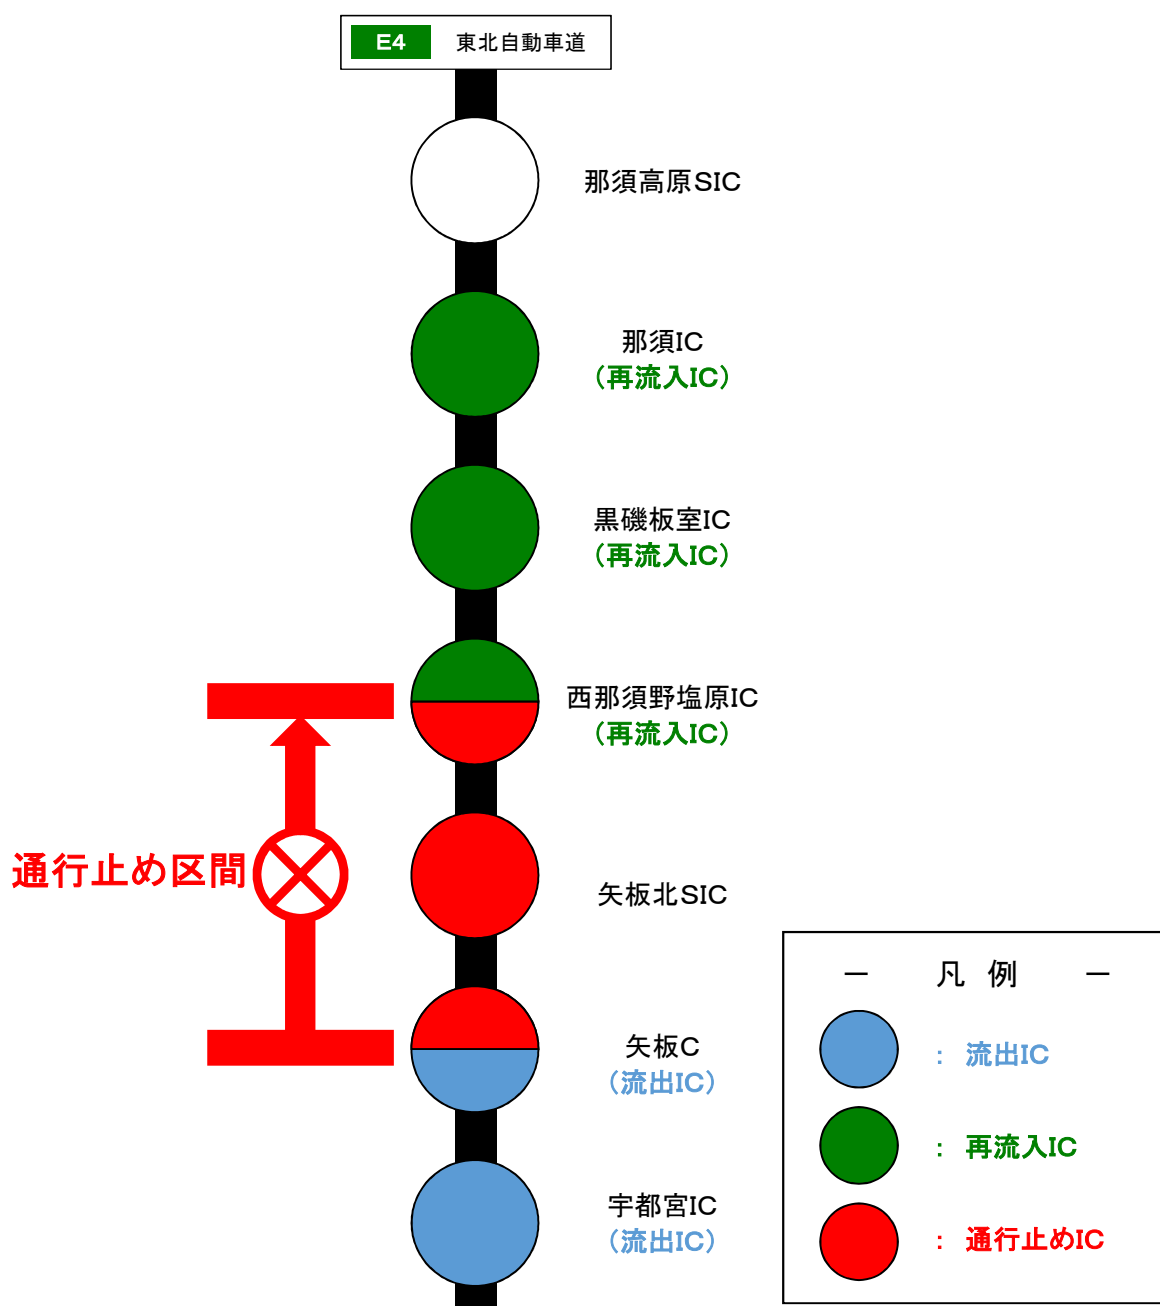 E4 東北自動車道
那須高原SIC
那須IC
（再流入IC）
黒磯板室IC
（再流入IC）
西那須野塩原IC
（再流入IC）
通行止め区間
矢板北SIC
矢板C
（流出IC）
宇都宮IC
（流出IC）
ー 凡 例 ー
： 流出IC
： 再流入IC
： 通行止めIC